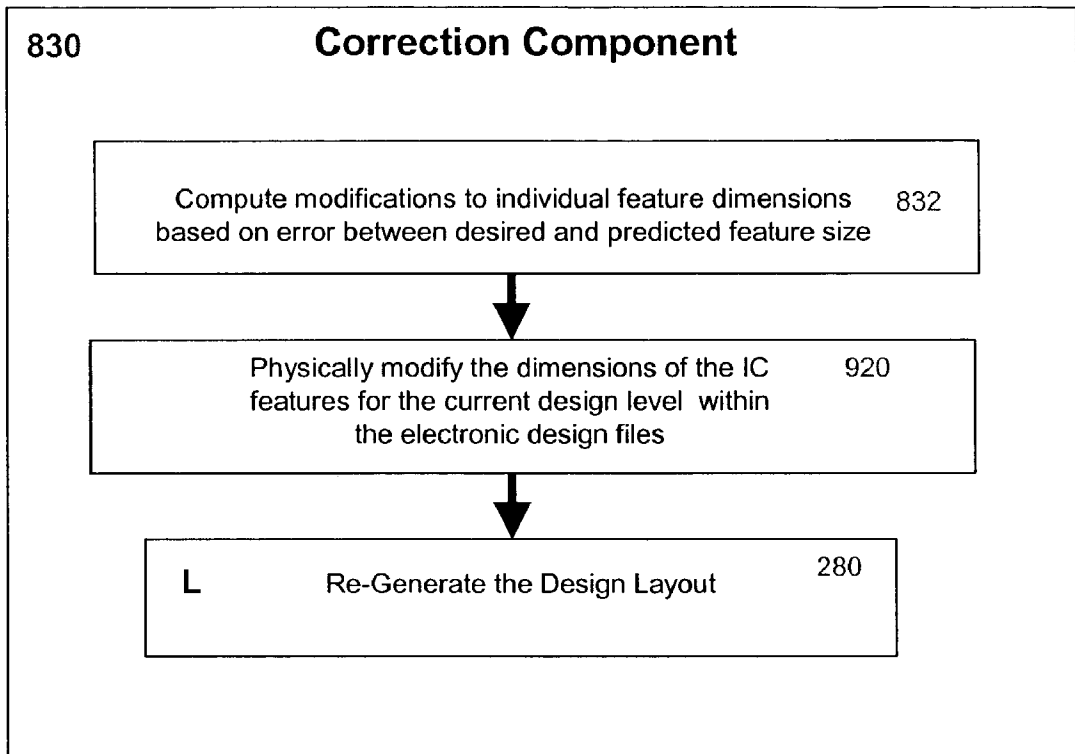 830 Correction Component
Compute modifications to individual feature dimensions 832
based on error between desired and predicted feature size
Physically modify the dimensions of the IC 920
features for the current design level within
the electronic design files
L Re-Generate the Design Layout 280